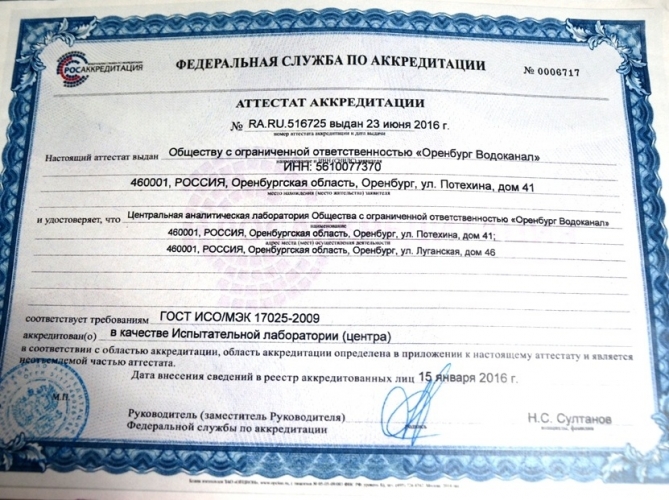 РОСАККРЕДИТАЦИЯ
ФЕДЕРАЛЬНАЯ СЛУЖБА ПО АККРЕДИТАЦИИ
№ 0006717
АТТЕСТАТ АККРЕДИТАЦИИ
№ RA.RU.516725 выдан 23 июня 2016 г.
номер аттестата аккредитации и дата выдачи
Настоящий аттестат выдан Обществу с ограниченной ответственностью «Оренбург Водоканал»
ИНН: 5610077370
460001, РОССИЯ, Оренбургская область, Оренбург, ул. Потехина, дом 41
место нахождения (место жительства) заявителя
и удостоверяет, что Центральная аналитическая лаборатория Общества с ограниченной ответственностью «Оренбург Водоканал»
наименование
460001, РОССИЯ, Оренбургская область, Оренбург, ул. Потехина, дом 41;
адрес места (мест) осуществления деятельности
460001, РОССИЯ, Оренбургская область, Оренбург, ул. Луганская, дом 46
соответствует требованиям ГОСТ ИСО/МЭК 17025-2009
аккредитован(о) в качестве Испытательной лаборатории (центра)
в соответствии с областью аккредитации, область аккредитации определена в приложении к настоящему аттестату и является
неотъемлемой частью аттестата.
Дата внесения сведений в реестр аккредитованных лиц 15 января 2016 г.
М.П.
Руководитель (заместитель Руководителя)
Федеральной службы по аккредитации
подпись
Н.С. Султанов
инициалы, фамилия